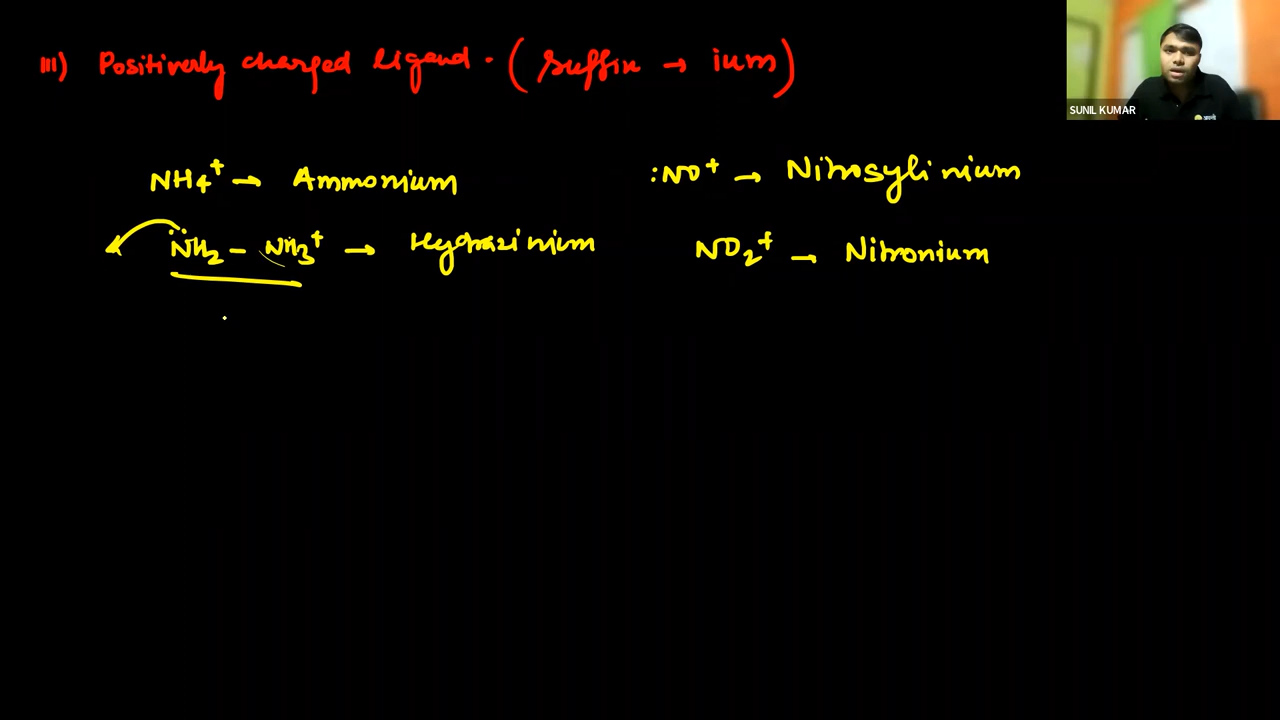 III) Positively charged ligand. (suffix → ium)
SUNIL KUMAR
NH4+ → Ammonium
:NO+ → Nitrosylinium
NH2 - NH3+ → Hydrazinium
NO2+ → Nitronium